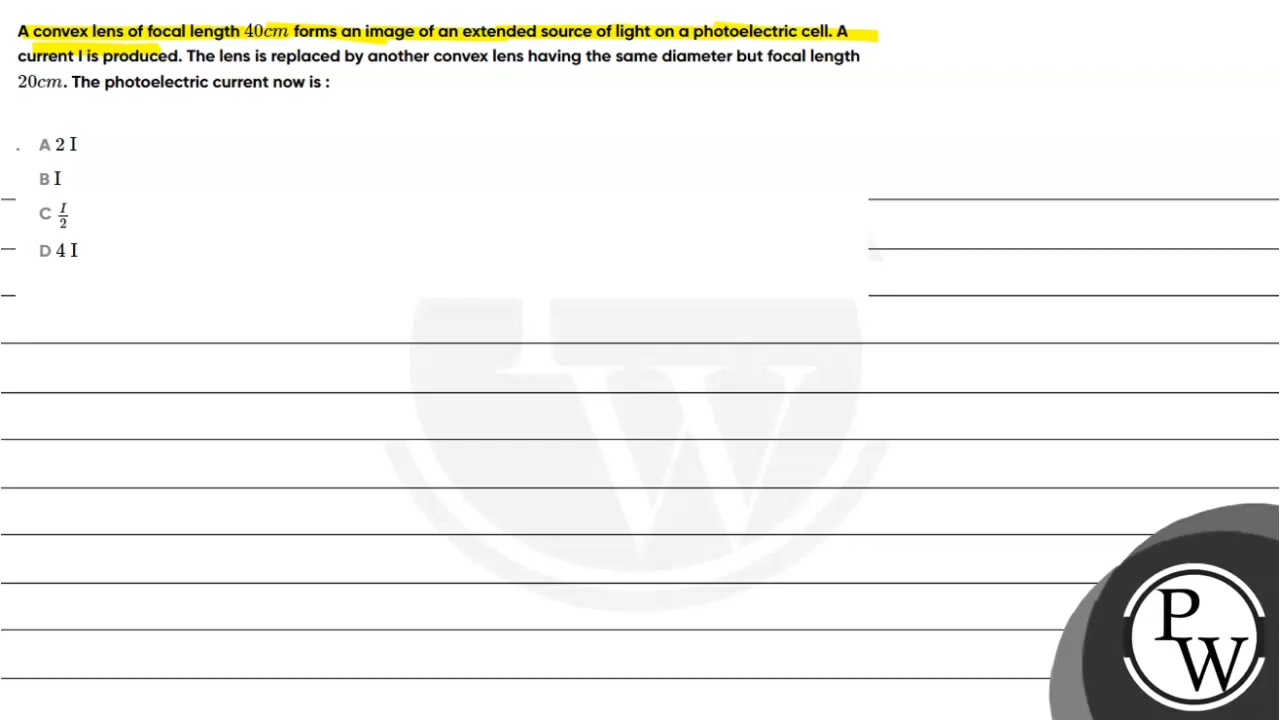 A convex lens of focal length 40cm forms an image of an extended source of light on a photoelectric cell. A
current I is produced. The lens is replaced by another convex lens having the same diameter but focal length
20cm. The photoelectric current now is :
. A 2 I
B I
C I/2
D 4 I
P
W